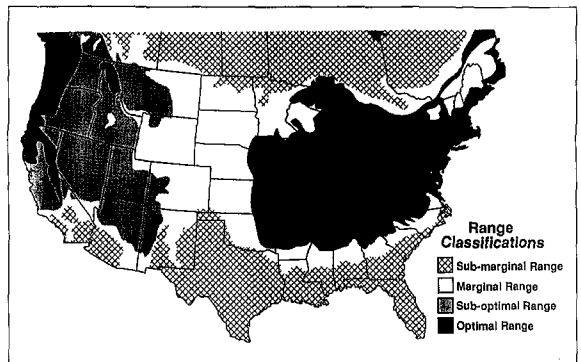 Range
Classifications
Sub-marginal Range
Marginal Range
Sub-optimal Range
Optimal Range